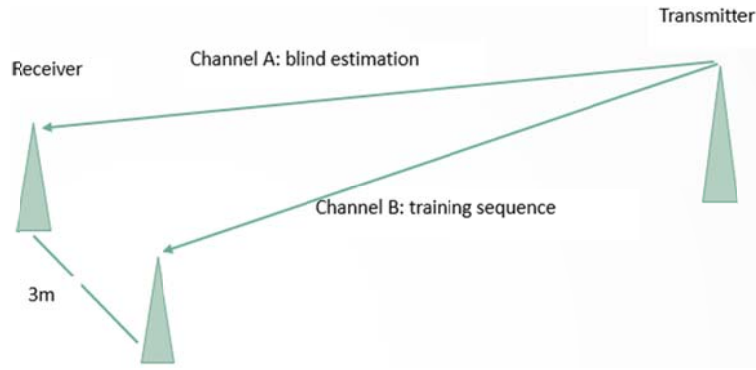 Transmitter
Channel A: blind estimation
Receiver
Channel B: training sequence
3m